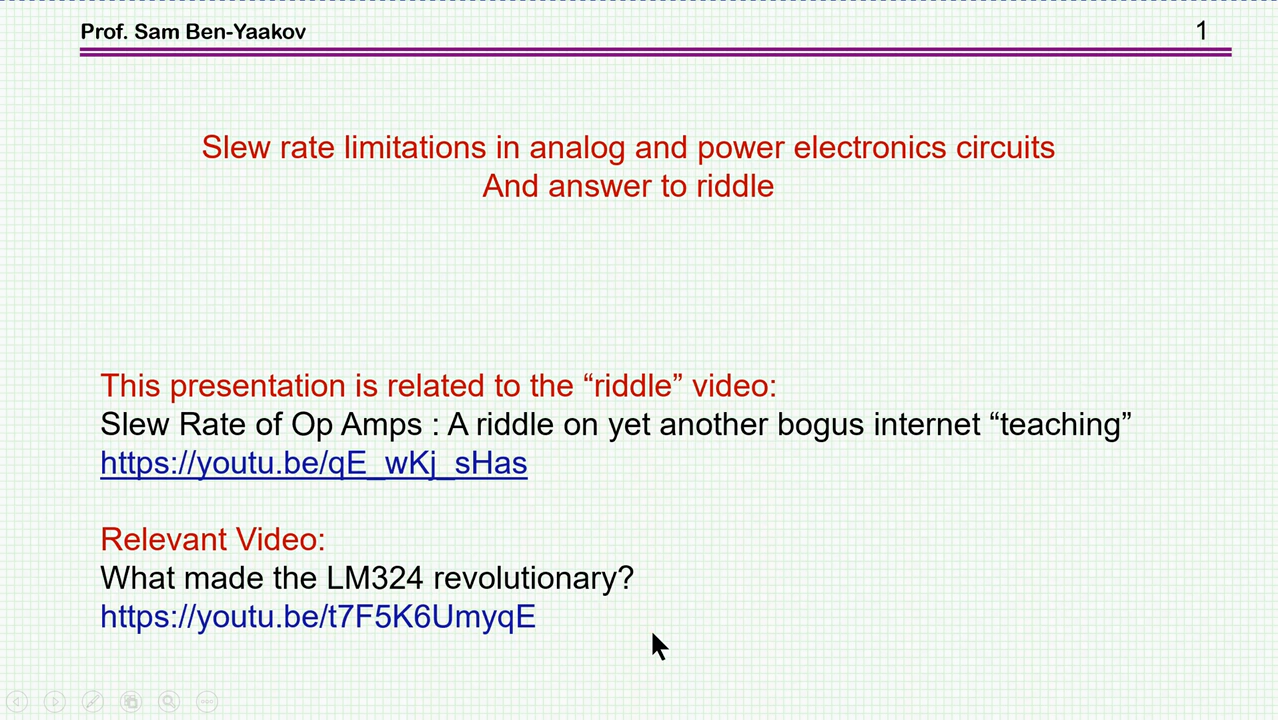 Prof. Sam Ben-Yaakov
1
Slew rate limitations in analog and power electronics circuits
And answer to riddle
This presentation is related to the “riddle” video:
Slew Rate of Op Amps : A riddle on yet another bogus internet “teaching”
https://youtu.be/qE_wKj_sHas
Relevant Video:
What made the LM324 revolutionary?
https://youtu.be/t7F5K6UmyqE